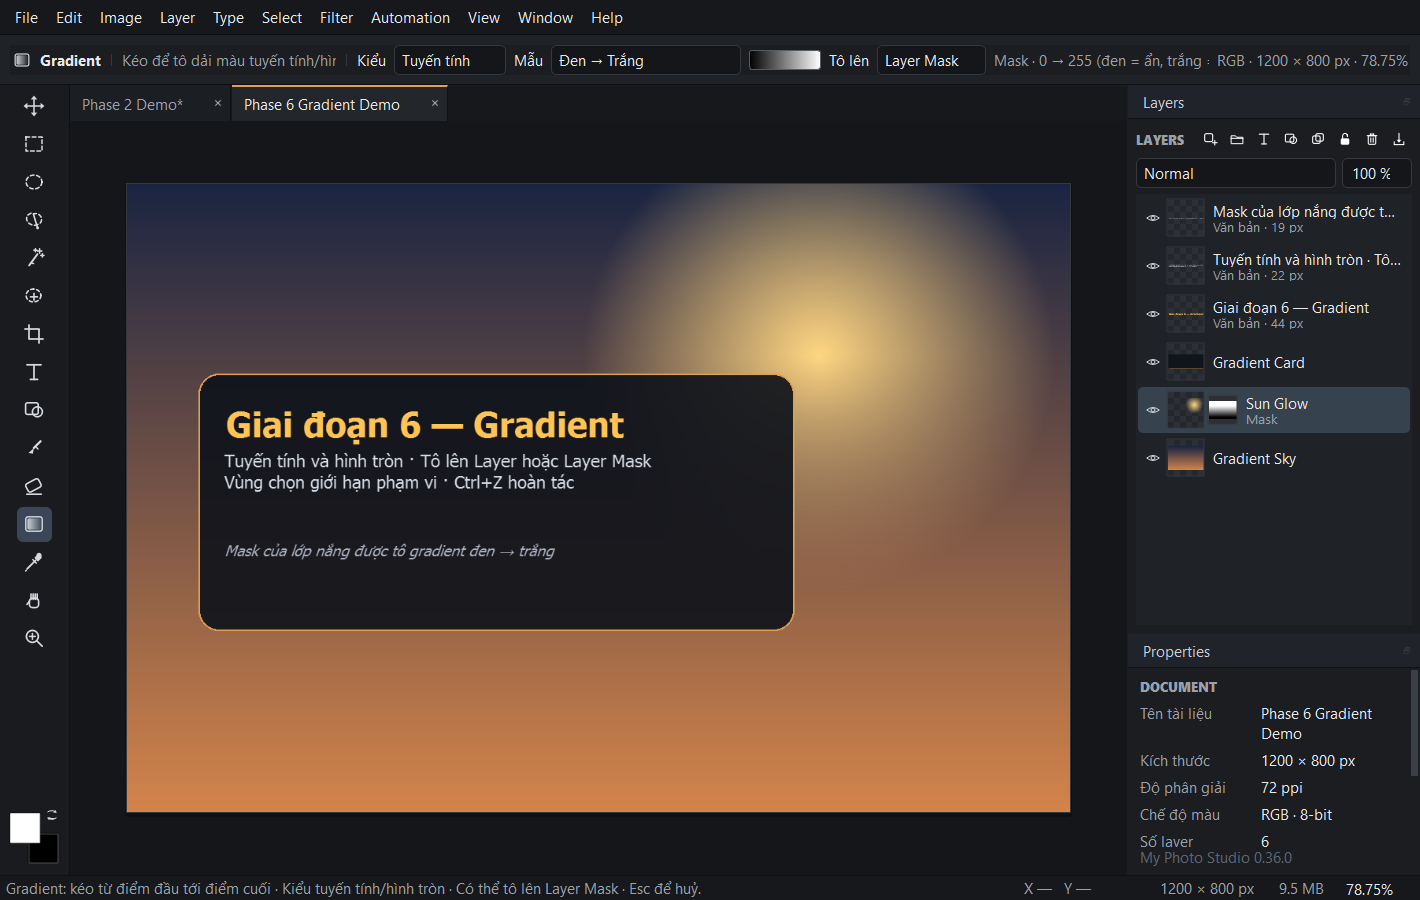 File Edit Image Layer Type Select Filter Automation View Window Help
Gradient Kéo để tô dải màu tuyến tính/hìn Kiểu Tuyến tính Mẫu Đen → Trắng Tô lên Layer Mask Mask · 0 → 255 (đen = ẩn, trắng : RGB · 1200 × 800 px · 78.75%
Phase 2 Demo* × Phase 6 Gradient Demo ×
Layers
LAYERS
Normal 100 %
Mask của lớp nắng được t...
Văn bản · 19 px
Tuyến tính và hình tròn · Tô...
Văn bản · 22 px
Giai đoạn 6 — Gradient
Văn bản · 44 px
Gradient Card
Sun Glow
Mask
Gradient Sky
Giai đoạn 6 — Gradient
Tuyến tính và hình tròn · Tô lên Layer hoặc Layer Mask
Vùng chọn giới hạn phạm vi · Ctrl+Z hoàn tác
Mask của lớp nắng được tô gradient đen → trắng
Properties
DOCUMENT
Tên tài liệu Phase 6 Gradient
Demo
Kích thước 1200 × 800 px
Độ phân giải 72 ppi
Chế độ màu RGB · 8-bit
Số layer 6
My Photo Studio 0.36.0
Gradient: kéo từ điểm đầu tới điểm cuối · Kiểu tuyến tính/hình tròn · Có thể tô lên Layer Mask · Esc để huỷ. X — Y — 1200 × 800 px 9.5 MB 78.75%